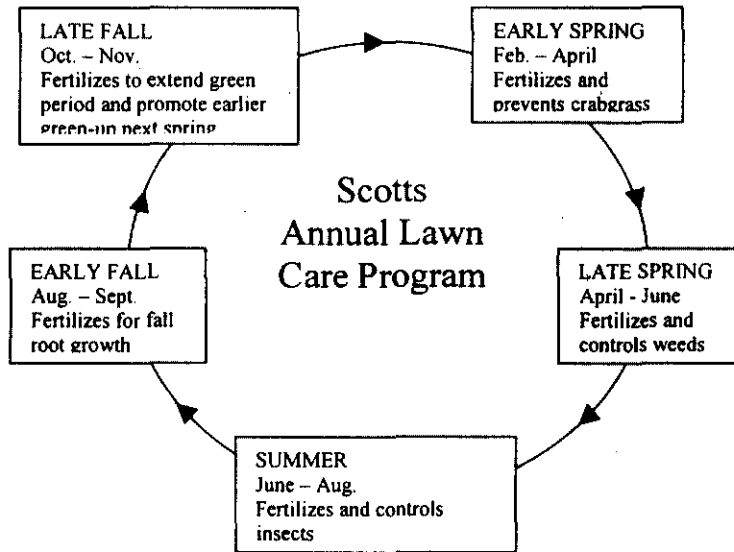 LATE FALL
Oct. – Nov.
Fertilizes to extend green
period and promote earlier
green-up next spring
EARLY SPRING
Feb. – April
Fertilizes and
prevents crabgrass
Scotts
Annual Lawn
Care Program
EARLY FALL
Aug. – Sept.
Fertilizes for fall
root growth
LATE SPRING
April - June
Fertilizes and
controls weeds
SUMMER
June – Aug.
Fertilizes and controls
insects